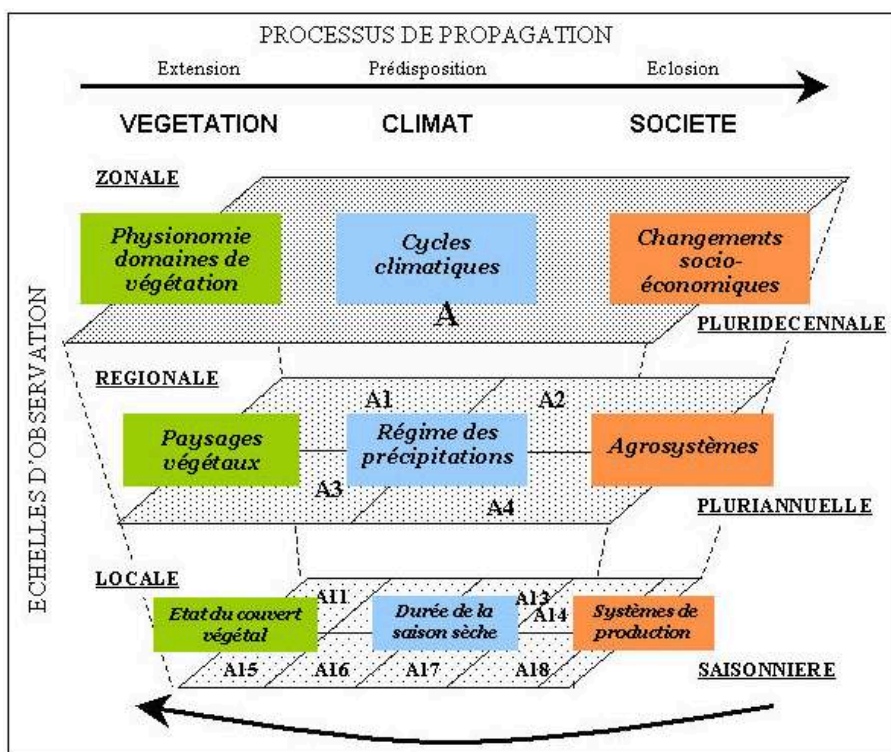 PROCESSUS DE PROPAGATION
Extension Prédisposition Eclosion
VEGETATION CLIMAT SOCIETE
ECHELLES D'OBSERVATION
ZONALE
Physionomie
domaines de
végétation
Cycles
climatiques
Changements
socio-
économiques
A
PLURIDECENNALE
REGIONALE
A1 A2
Paysages
végétaux
Régime des
précipitations
Agrosystèmes
A3 A4
PLURIANNUELLE
LOCALE
A11 A13
A14
Etat du couvert
végétal
Durée de la
saison sèche
Systèmes de
production
A15 A16 A17 A18
SAISONNIERE